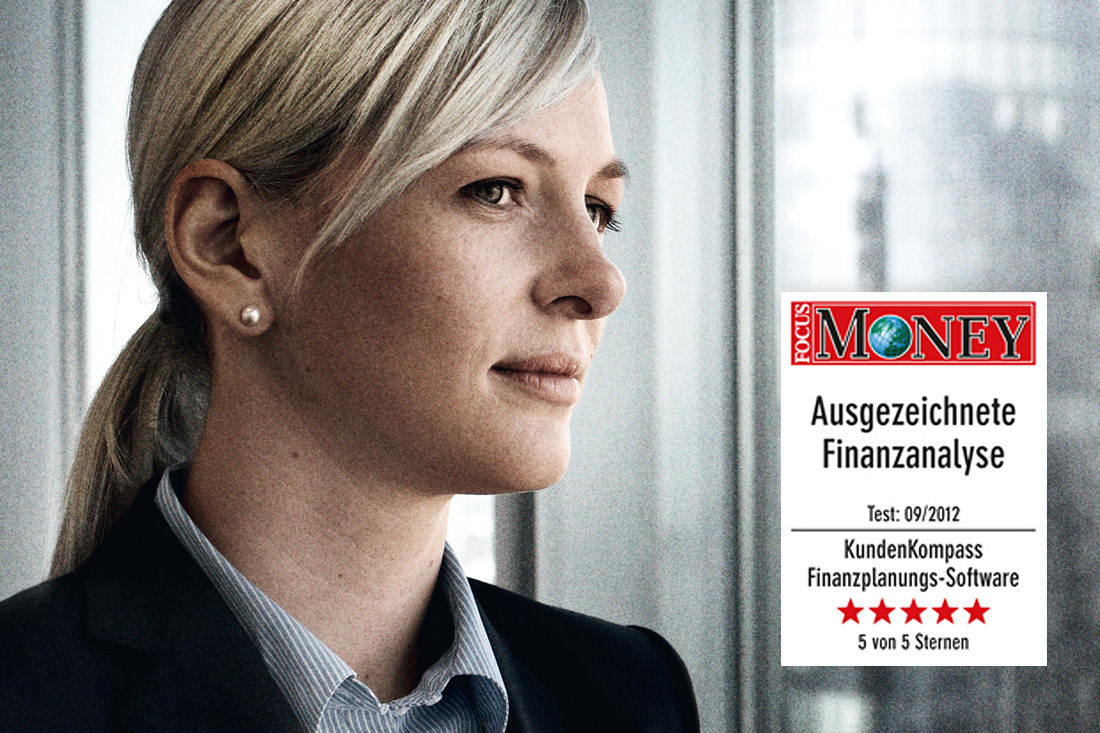 FOCUS
MONEY
Ausgezeichnete
Finanzanalyse
Test: 09/2012
KundenKompass
Finanzplanungs-Software
5 von 5 Sternen